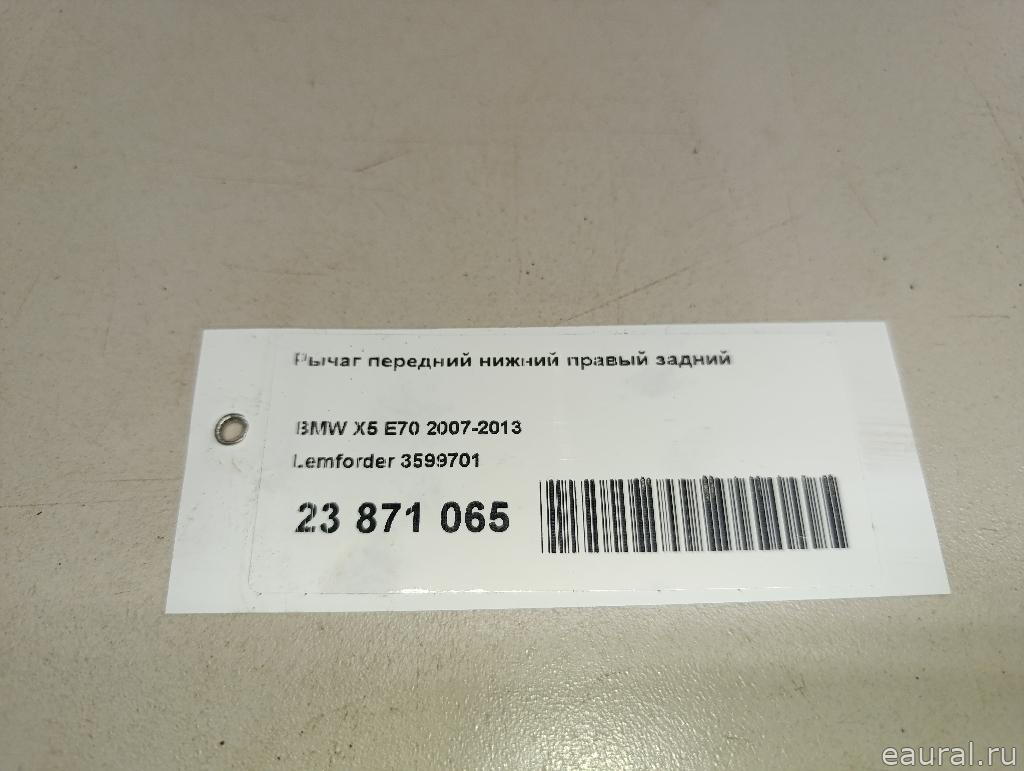 Рычаг передний нижний правый задний
BMW X5 E70 2007-2013
Lemforder 3599701
23 871 065
eaural.ru